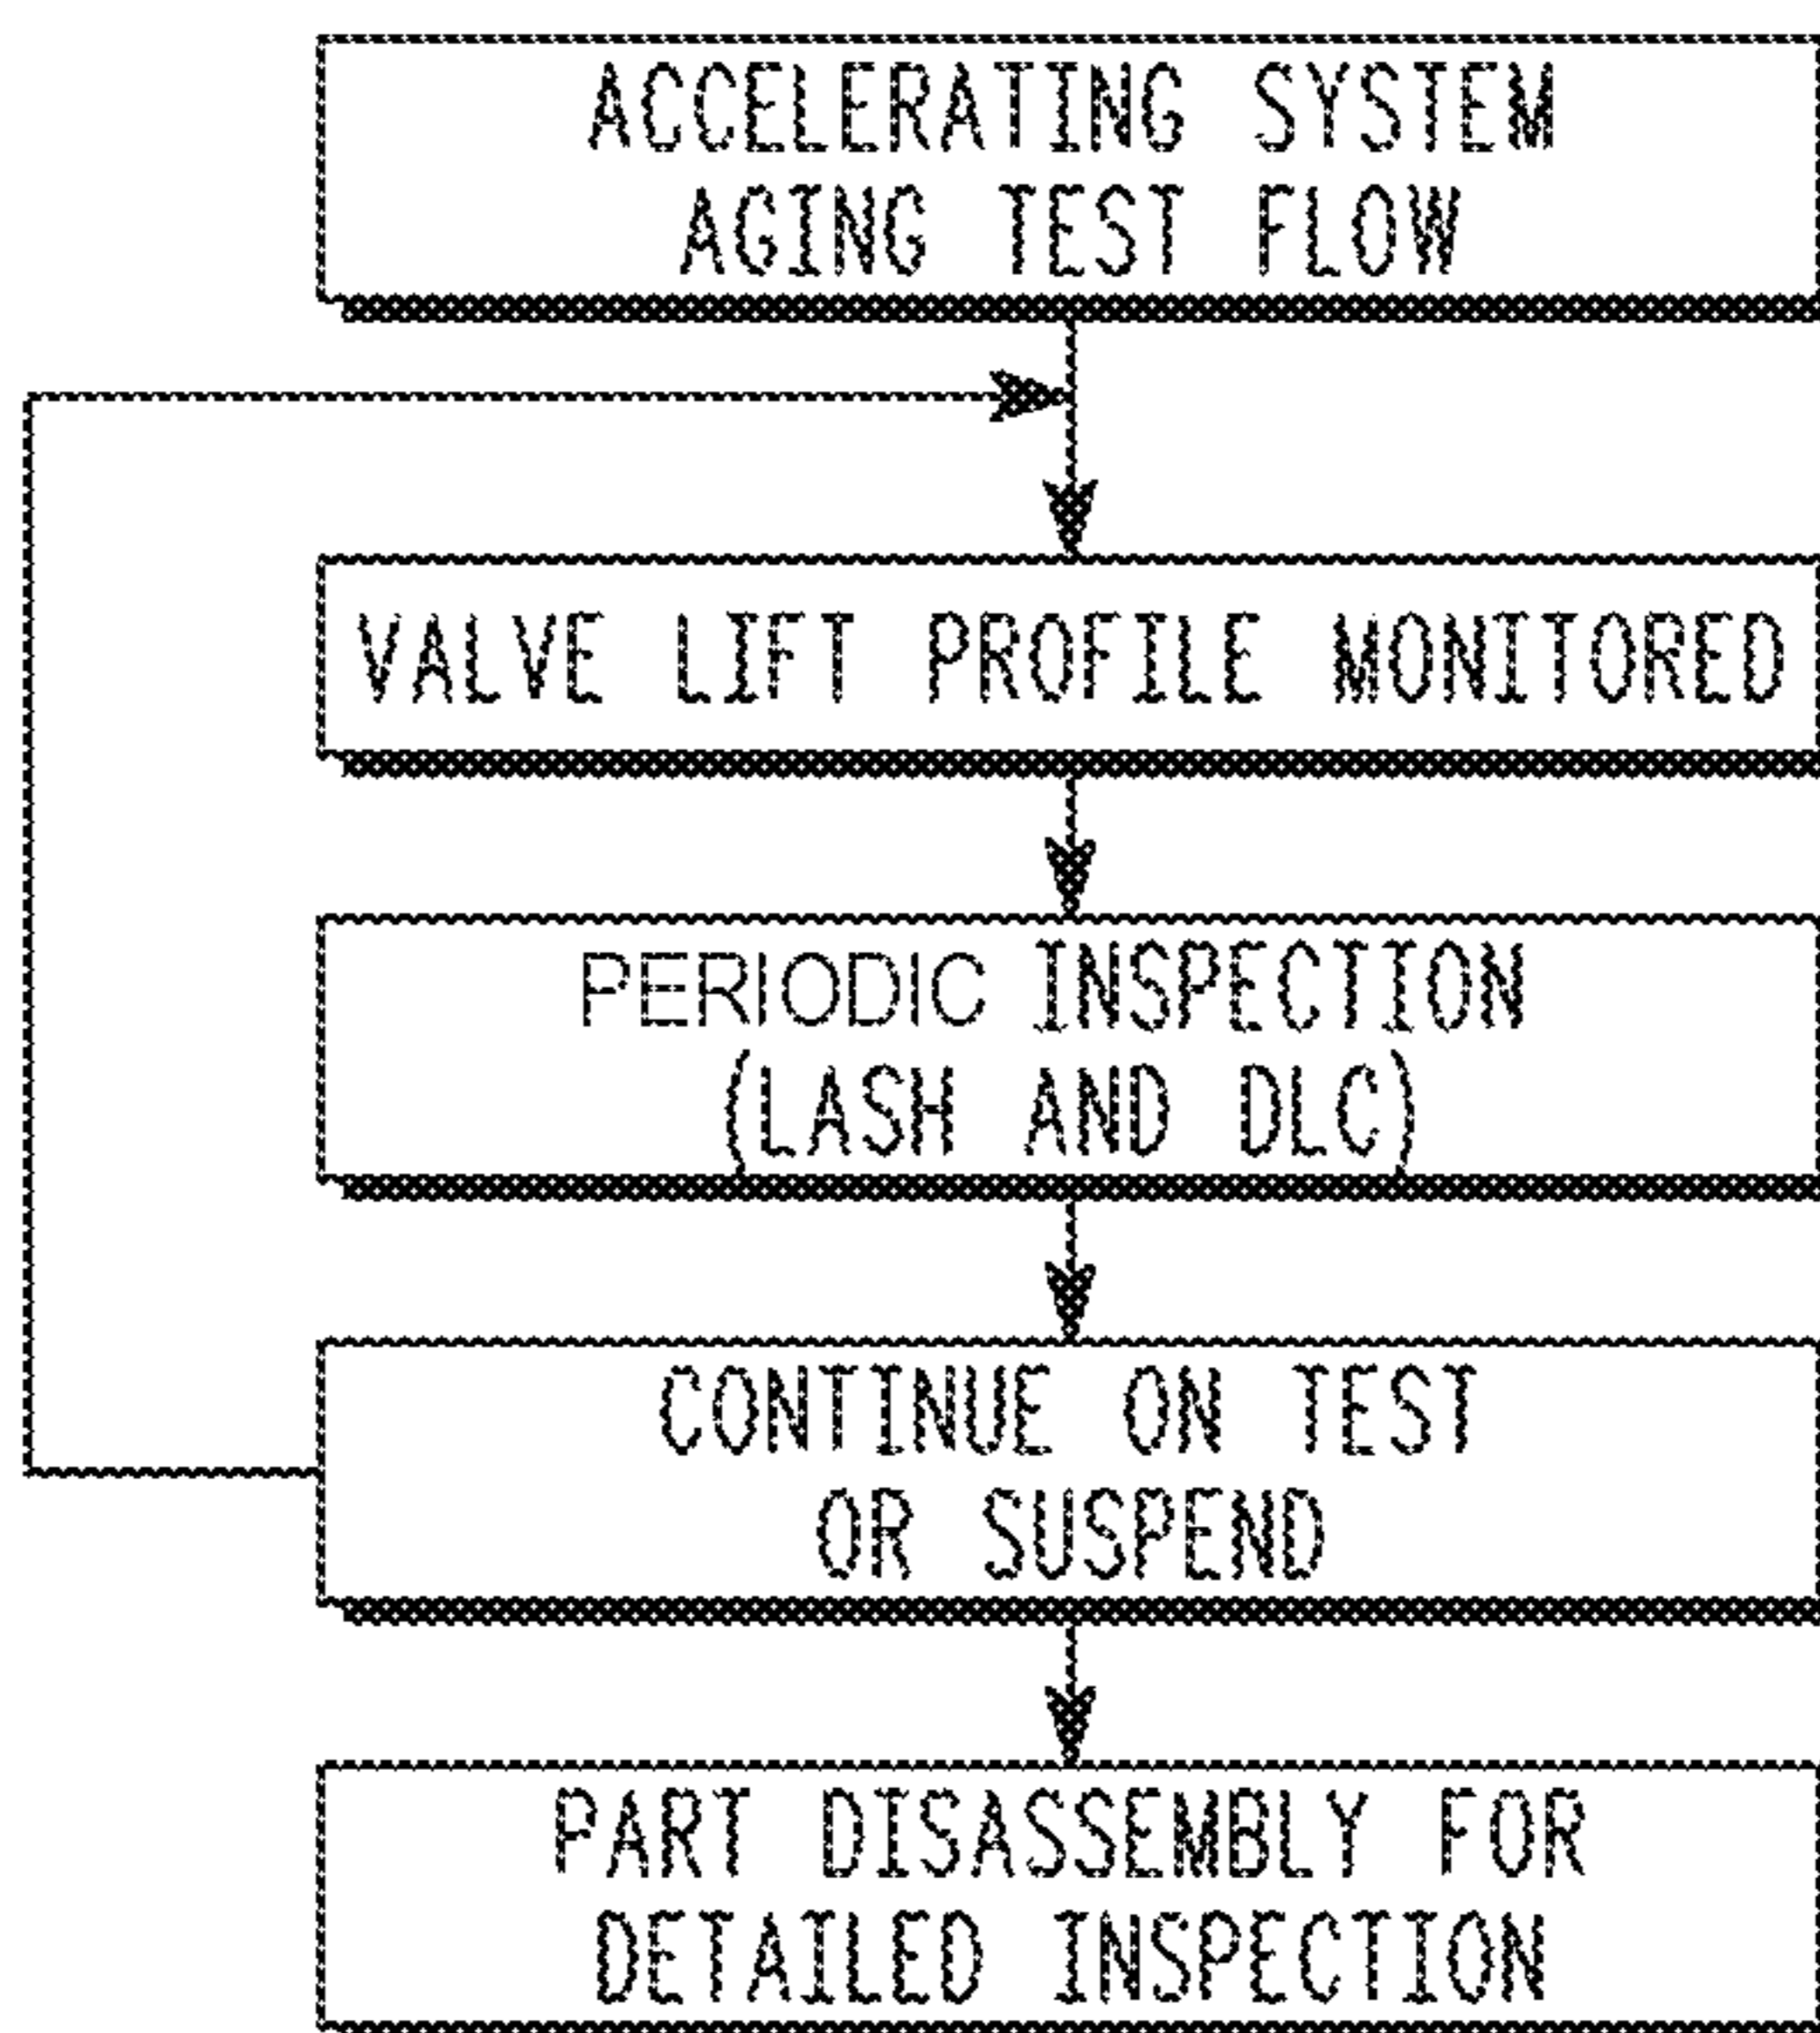 ACCELERATING SYSTEM
AGING TEST FLOW
VALVE LIFT PROFILE MONITORED
PERIODIC INSPECTION
(LASH AND DLC)
CONTINUE ON TEST
OR SUSPEND
PART DISASSEMBLY FOR
DETAILED INSPECTION